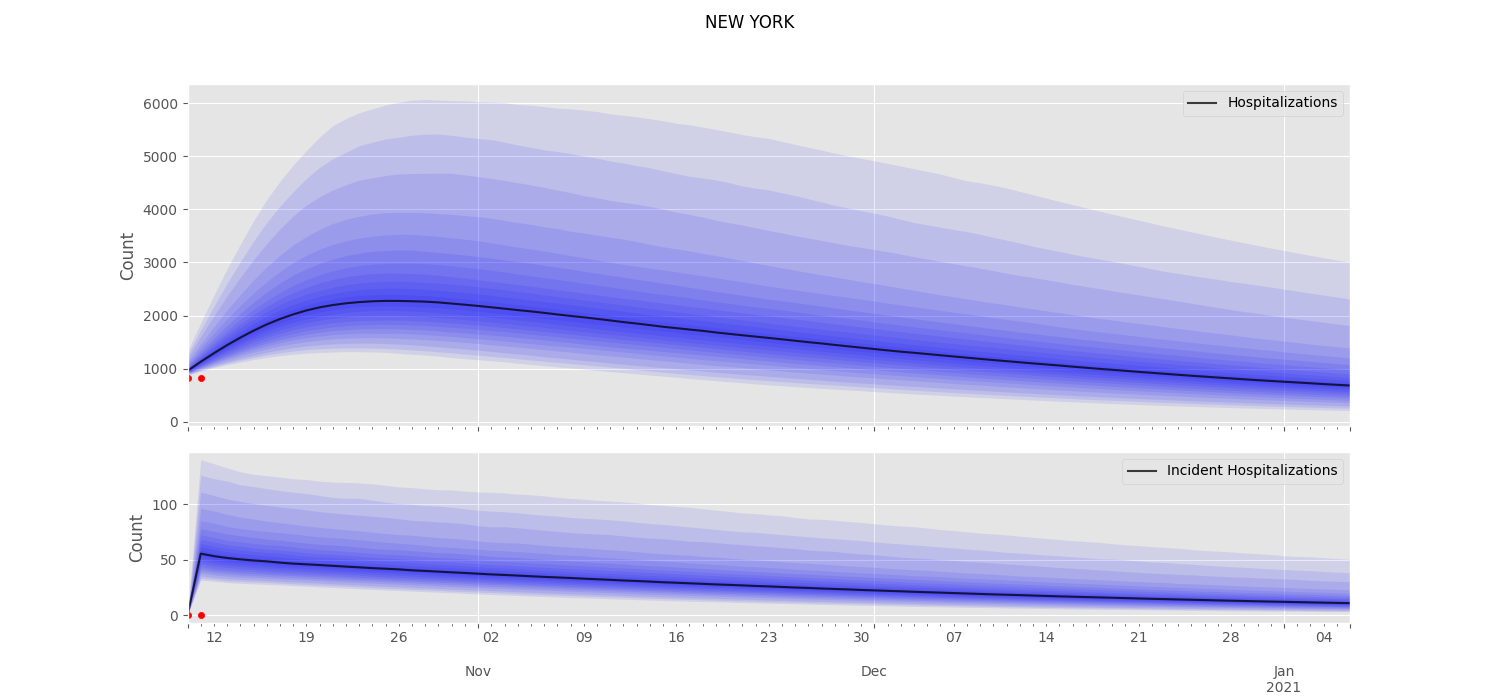 NEW YORK
Hospitalizations
Count
6000
5000
4000
3000
2000
1000
0
Incident Hospitalizations
Count
100
50
0
12 19 26 02 09 16 23 30 07 14 21 28 04
Nov Dec Jan
2021